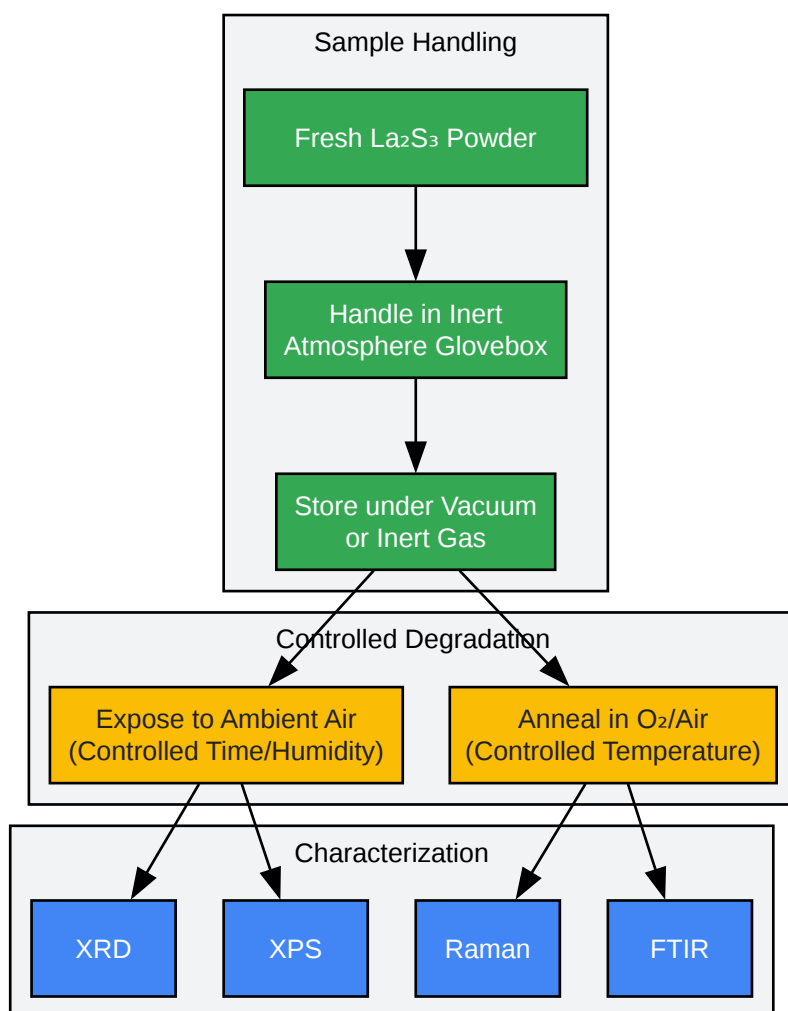 Sample Handling
Fresh La₂S₃ Powder
Handle in Inert
Atmosphere Glovebox
Store under Vacuum
or Inert Gas
Controlled Degradation
Expose to Ambient Air
(Controlled Time/Humidity)
Anneal in O₂/Air
(Controlled Temperature)
Characterization
XRD
XPS
Raman
FTIR